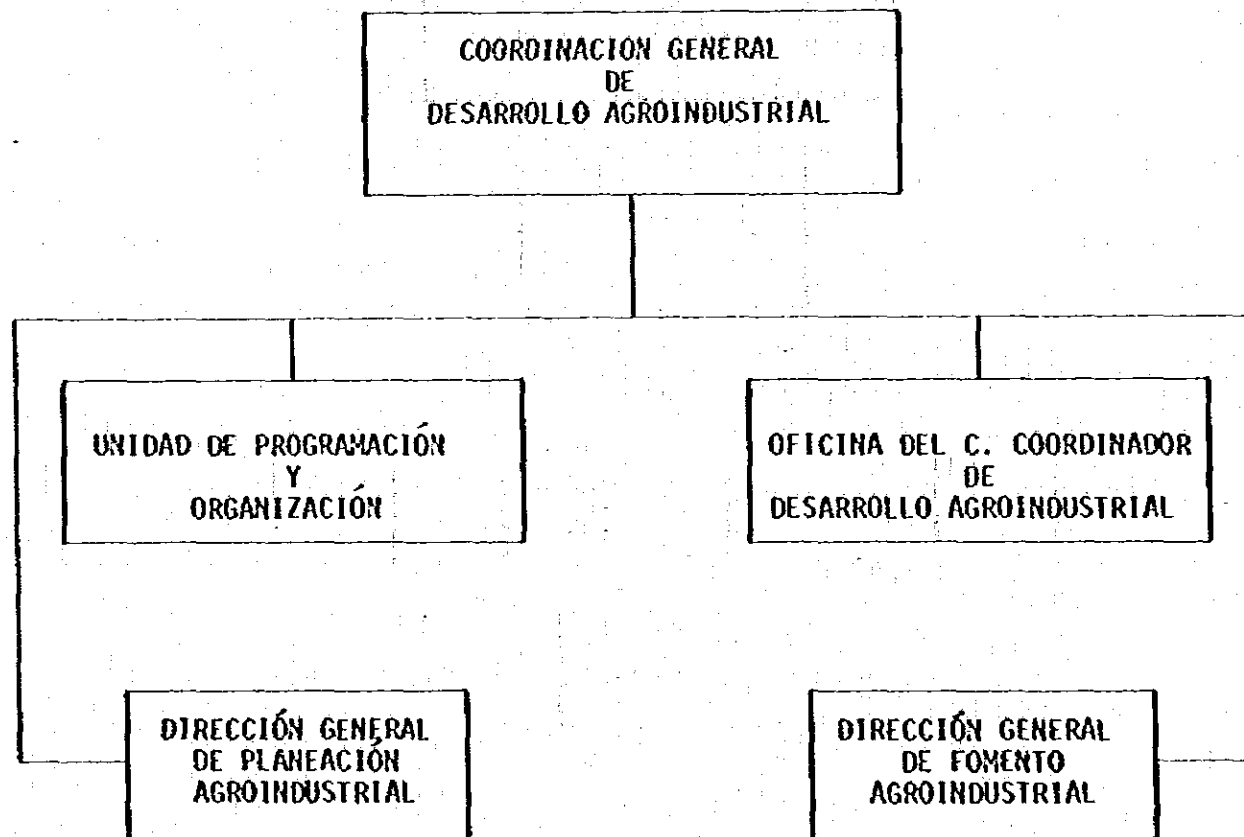 COORDINACION GENERAL
DE
DESARROLLO AGROINDUSTRIAL
UNIDAD DE PROGRAMACIÓN
Y
ORGANIZACIÓN
OFICINA DEL C. COORDINADOR
DE
DESARROLLO AGROINDUSTRIAL
DIRECCIÓN GENERAL
DE PLANEACIÓN
AGROINDUSTRIAL
DIRECCIÓN GENERAL
DE FOMENTO
AGROINDUSTRIAL